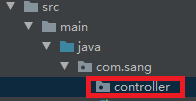 src
main
java
com.sang
controller